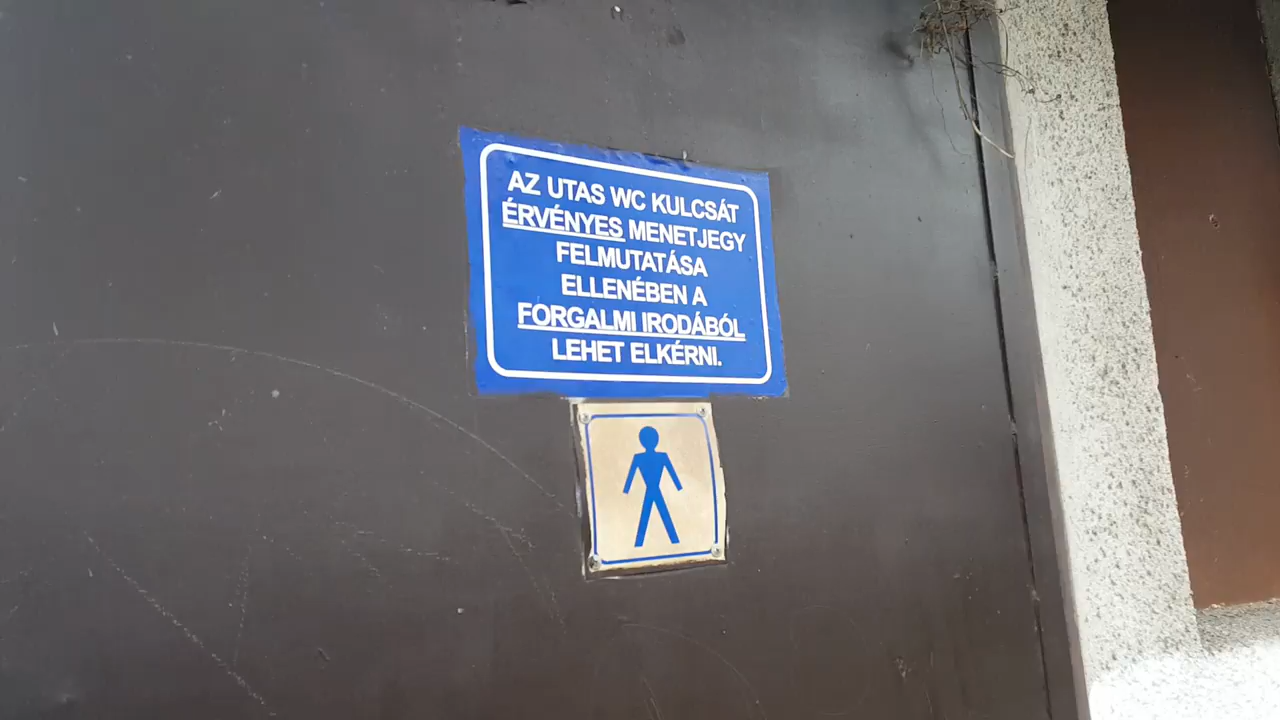 AZ UTAS WC KULCSÁT
ÉRVÉNYES MENETJEGY
FELMUTATÁSA
ELLENÉBEN A
FORGALMI IRODÁBÓL
LEHET ELKÉRNI.